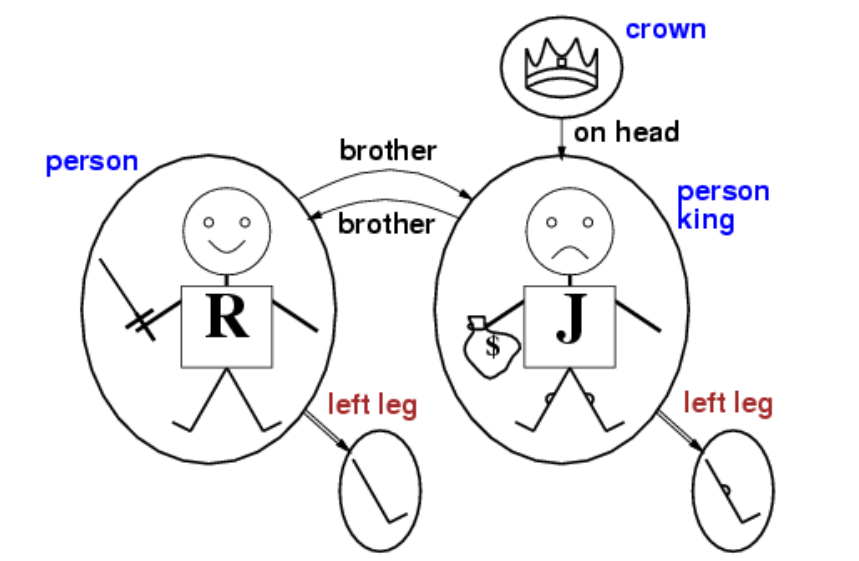 crown
on head
person
brother
person
king
brother
R
J
$
left leg
left leg